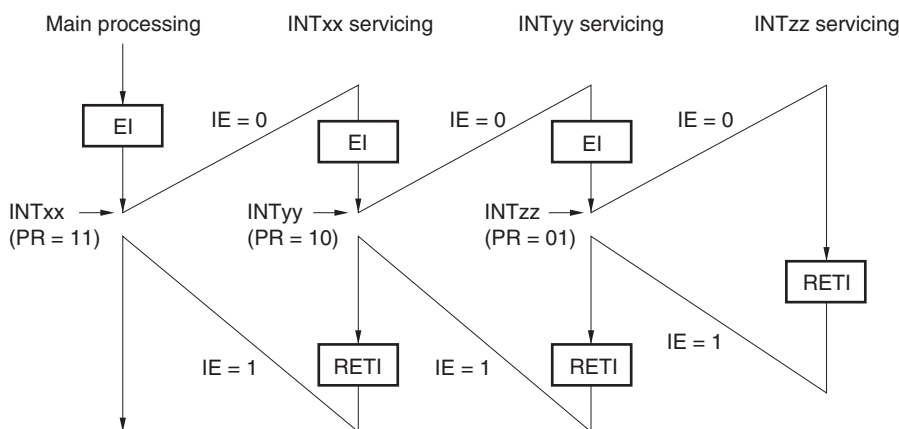 Main processing
INTxx servicing
INTyy servicing
INTzz servicing
EI
IE = 0
EI
IE = 0
EI
IE = 0
INTxx
(PR = 11)
INTyy
(PR = 10)
INTzz
(PR = 01)
RETI
IE = 1
RETI
IE = 1
RETI
IE = 1